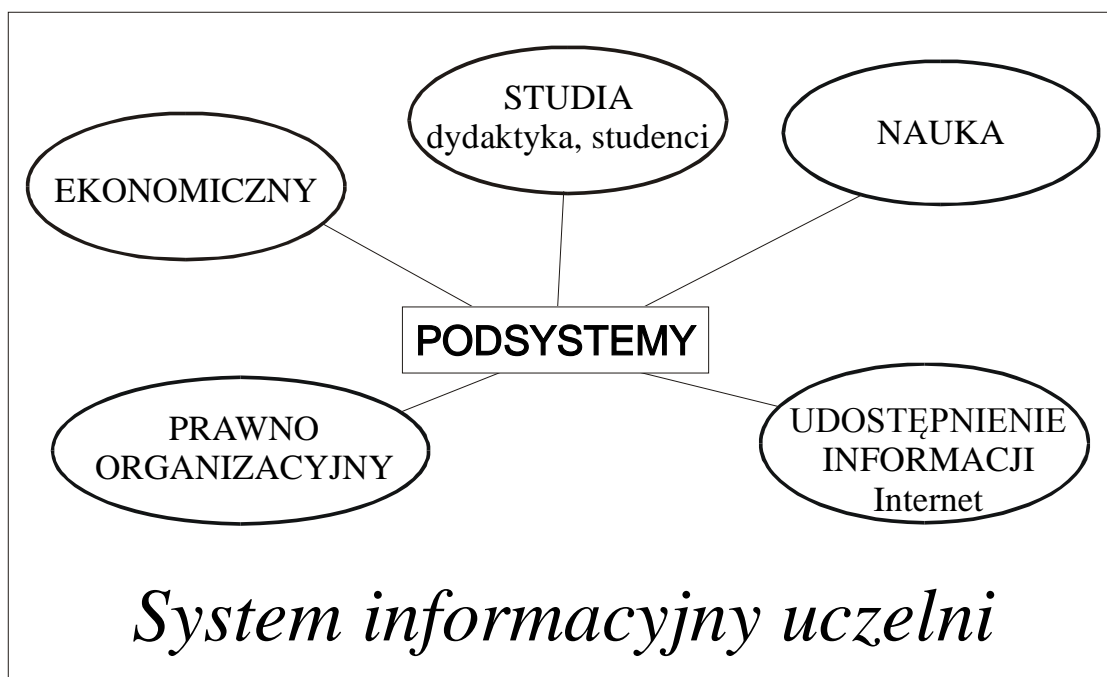 STUDIA
dydaktyka, studenci
NAUKA
EKONOMICZNY
PODSYSTEMY
PRAWNO
ORGANIZACYJNY
UDOSTĘPNIENIE
INFORMACJI
Internet
System informacyjny uczelni